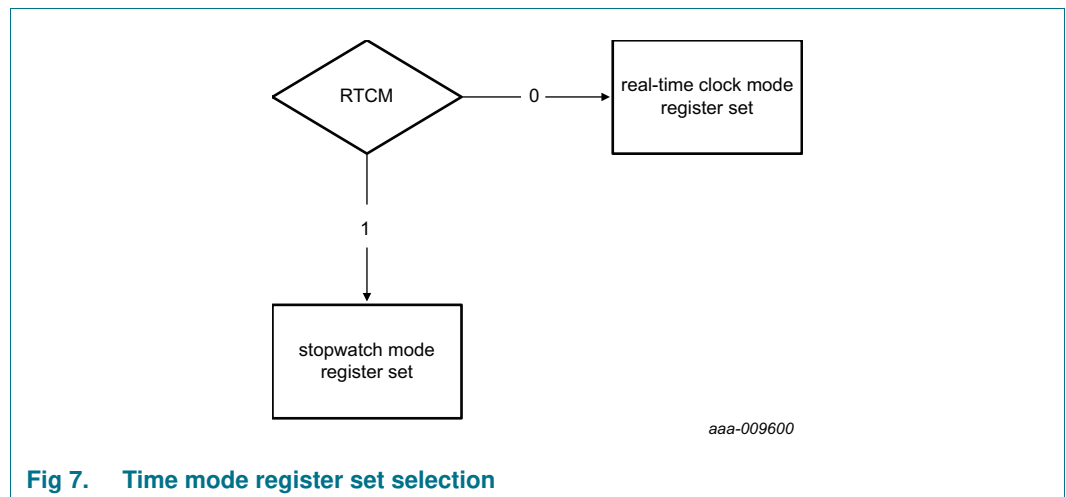 RTCM
0
real-time clock mode
register set
1
stopwatch mode
register set
aaa-009600
Fig 7. Time mode register set selection